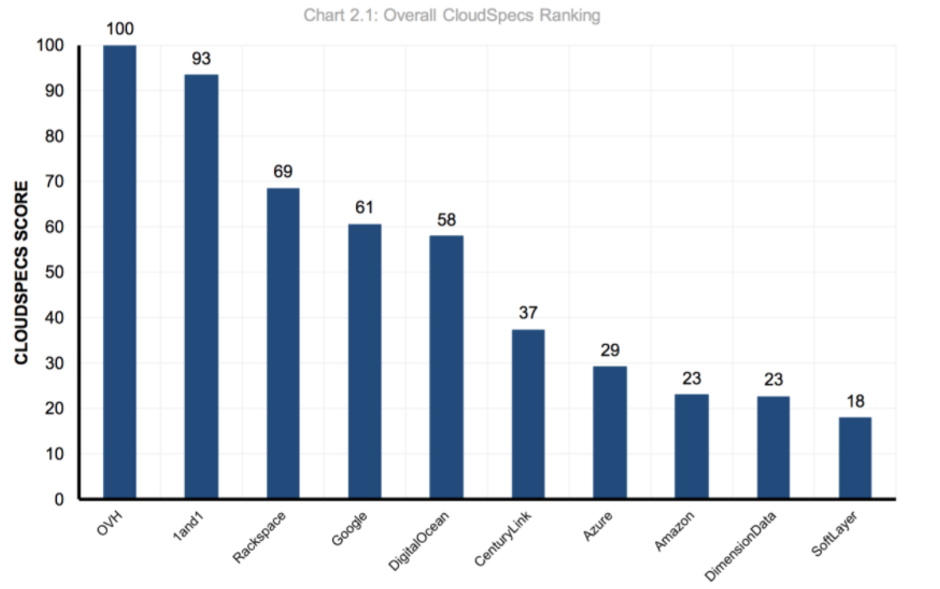 Chart 2.1: Overall CloudSpecs Ranking
CLOUDSPECS SCORE
100
90
80
70
60
50
40
30
20
10
0
100
93
69
61
58
37
29
23
23
18
OVH
1and1
Rackspace
Google
DigitalOcean
CenturyLink
Azure
Amazon
DimensionData
SoftLayer